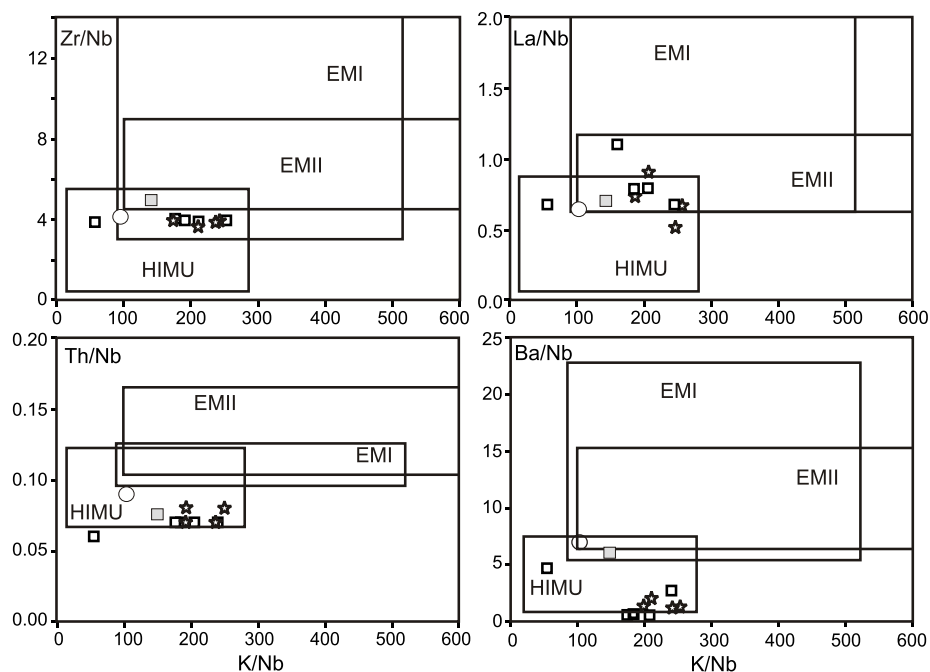 Zr/Nb
EMI
EMII
HIMU
12
8
4
0
0 100 200 300 400 500 600
La/Nb
EMI
EMII
HIMU
2.0
1.5
1.0
0.5
0.0
0 100 200 300 400 500 600
Th/Nb
EMII
EMI
HIMU
0.20
0.15
0.10
0.05
0.00
0 100 200 300 400 500 600
K/Nb
Ba/Nb
EMI
EMII
HIMU
25
20
15
10
5
0
0 100 200 300 400 500 600
K/Nb